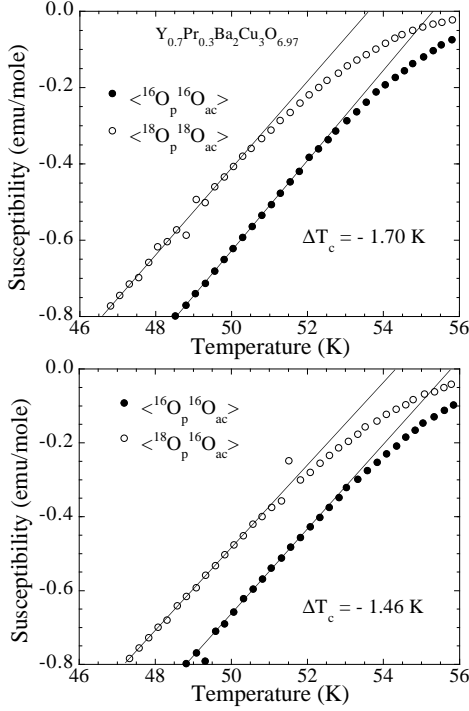 Y0.7Pr0.3Ba2Cu3O6.97
<16Op16Oac>
<18Op18Oac>
ΔTc = - 1.70 K
Susceptibility (emu/mole)
0.0
-0.2
-0.4
-0.6
-0.8
46 48 50 52 54 56
Temperature (K)
<16Op16Oac>
<18Op16Oac>
ΔTc = - 1.46 K
Susceptibility (emu/mole)
0.0
-0.2
-0.4
-0.6
-0.8
46 48 50 52 54 56
Temperature (K)